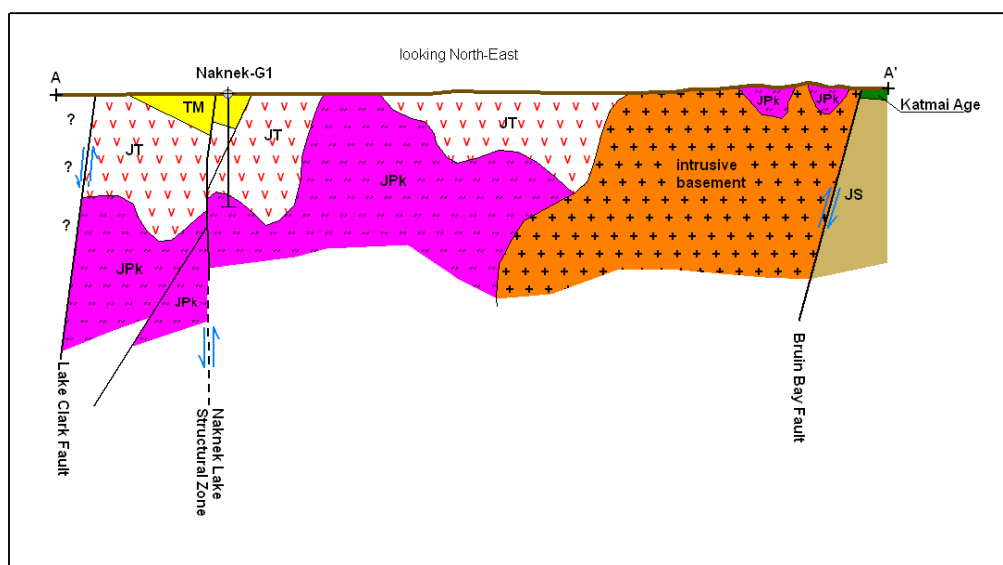 looking North-East
A
Naknek-G1
A'
TM
JPk
JPk
Katmai Age
?
JT
JT
JT
?
intrusive
basement
JPk
JS
?
JPk
JPk
Lake Clark Fault
Naknek Lake
Structural Zone
Bruin Bay Fault